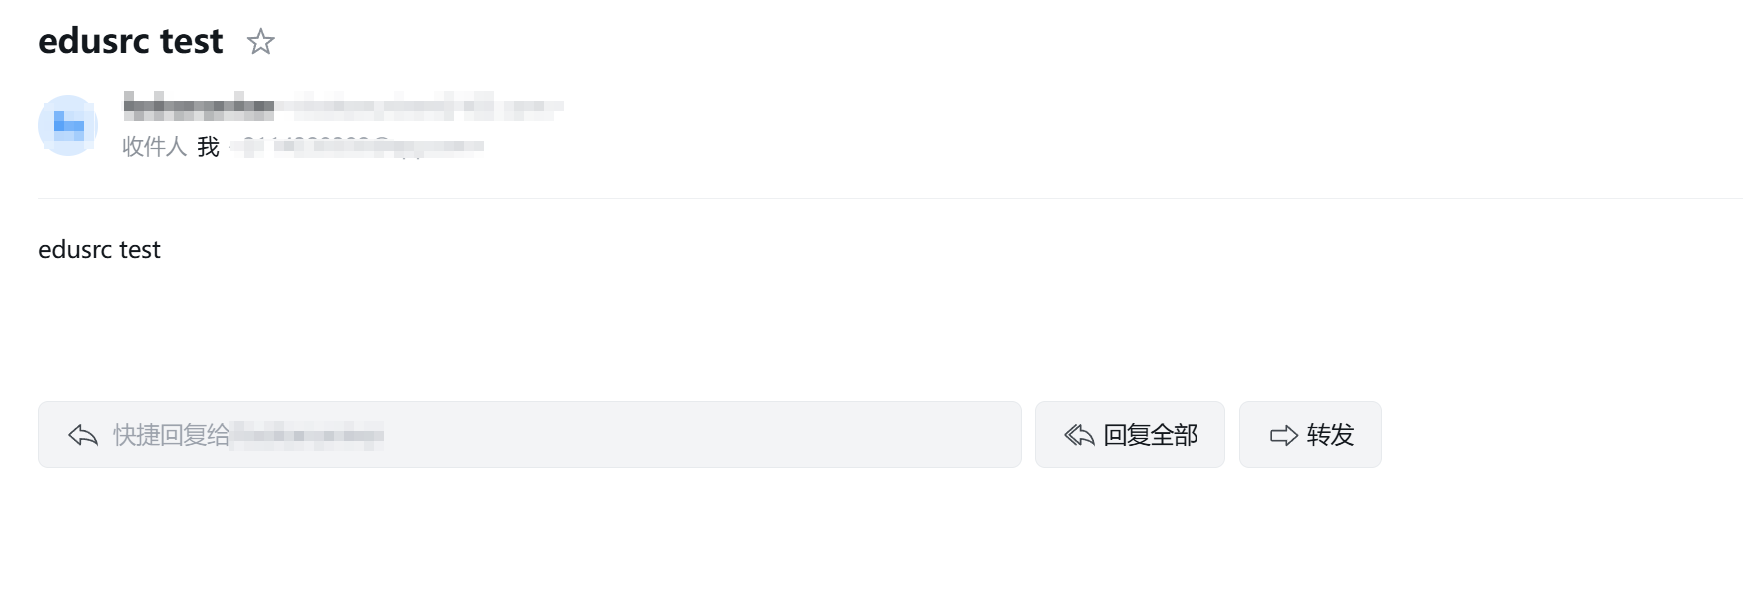 edusrc test
收件人 我
edusrc test
快捷回复给
回复全部
转发